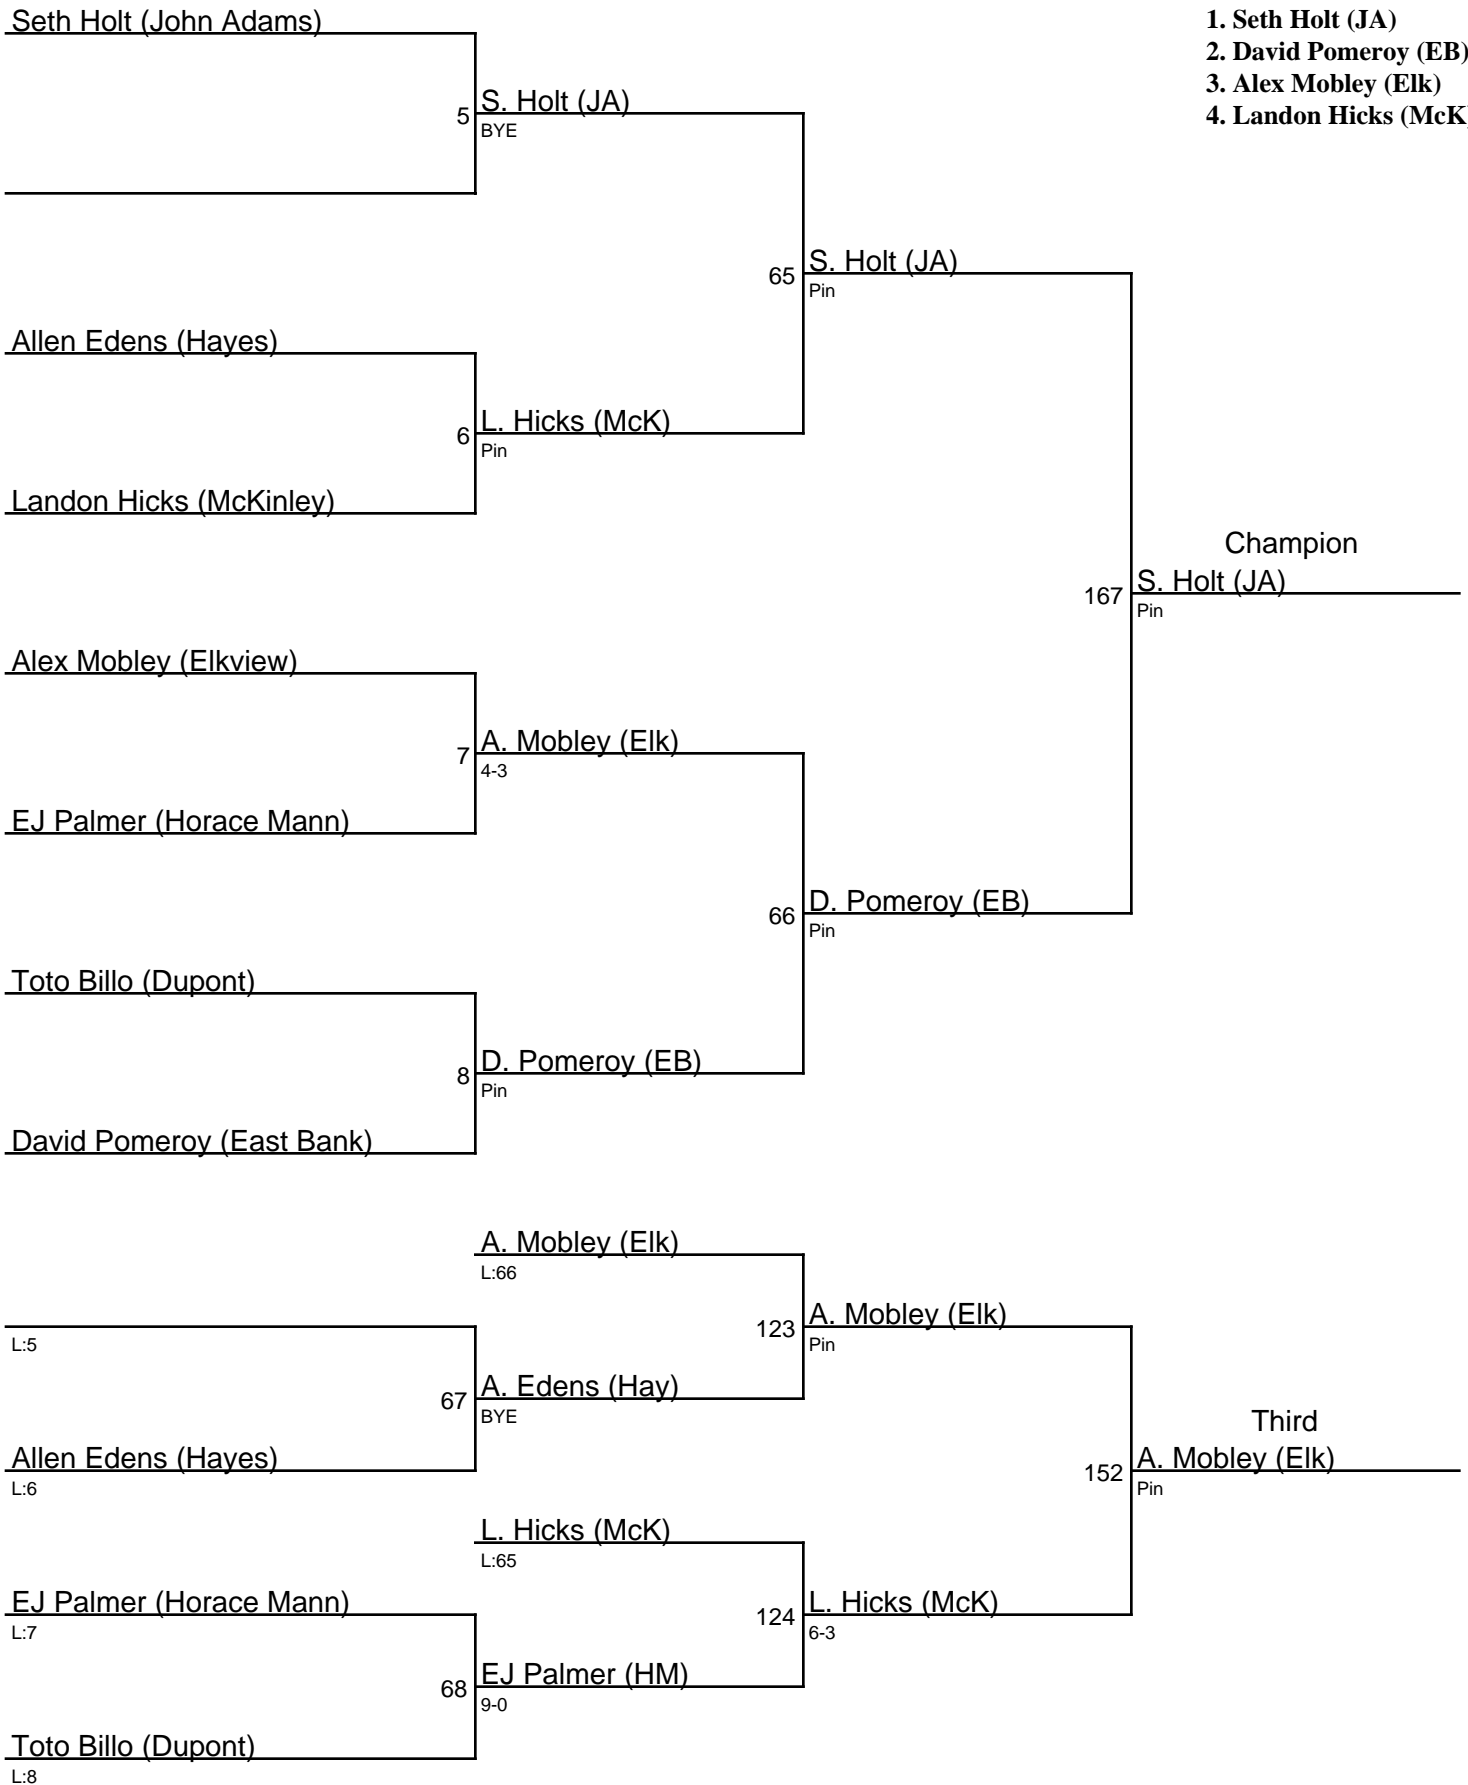 Seth Holt (John Adams)
1. Seth Holt (JA)
2. David Pomeroy (EB)
3. Alex Mobley (Elk)
4. Landon Hicks (McK)
5
S. Holt (JA)
BYE
65
S. Holt (JA)
Pin
Allen Edens (Hayes)
6
L. Hicks (McK)
Pin
Landon Hicks (McKinley)
Champion
167
S. Holt (JA)
Pin
Alex Mobley (Elkview)
7
A. Mobley (Elk)
4-3
EJ Palmer (Horace Mann)
66
D. Pomeroy (EB)
Pin
Toto Billo (Dupont)
8
D. Pomeroy (EB)
Pin
David Pomeroy (East Bank)
A. Mobley (Elk)
L:66
L:5
123
A. Mobley (Elk)
Pin
67
A. Edens (Hay)
BYE
Allen Edens (Hayes)
L:6
Third
152
A. Mobley (Elk)
Pin
L. Hicks (McK)
L:65
EJ Palmer (Horace Mann)
L:7
124
L. Hicks (McK)
6-3
68
EJ Palmer (HM)
9-0
Toto Billo (Dupont)
L:8